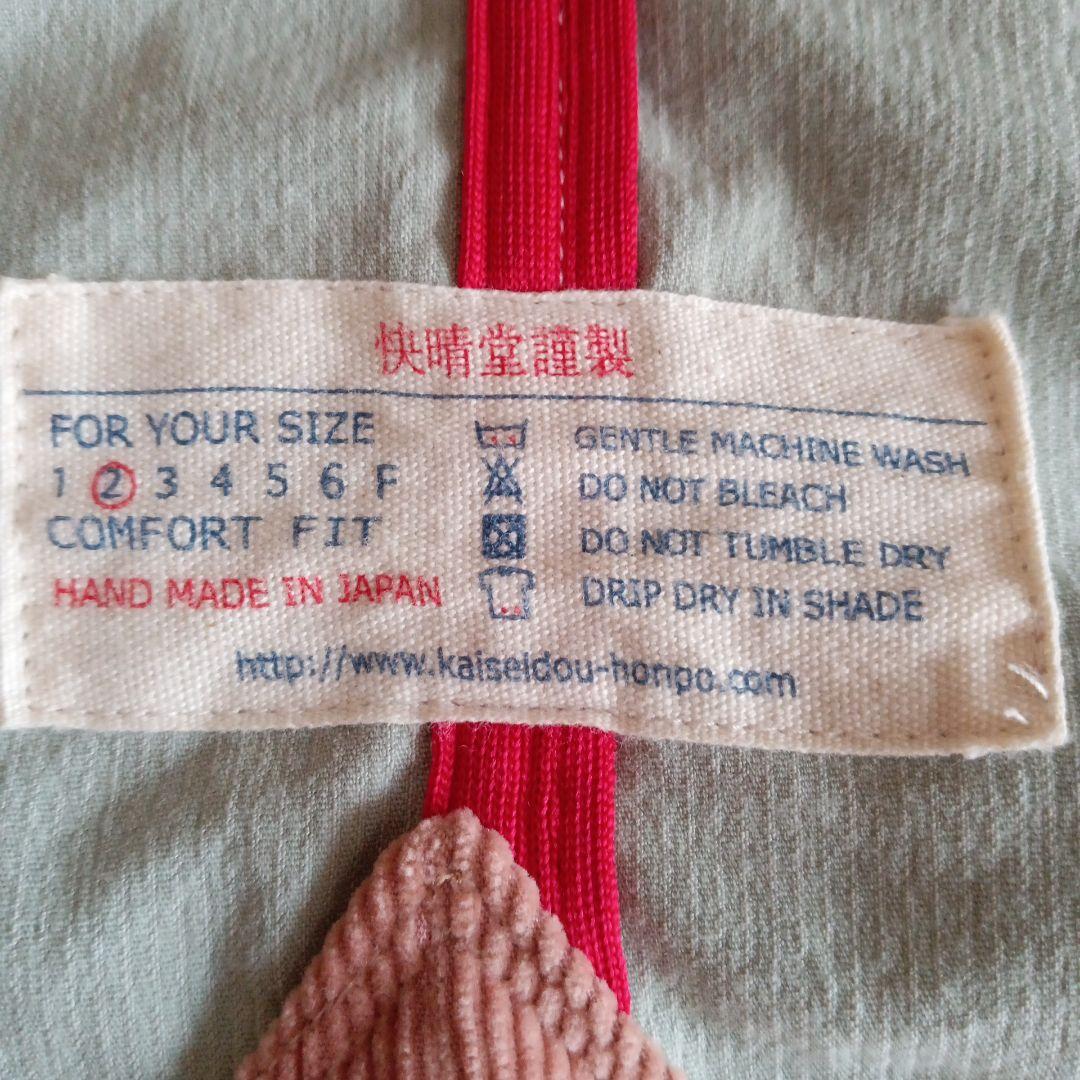 快晴堂謹製
FOR YOUR SIZE
1 2 3 4 5 6 F
COMFORT FIT
HAND MADE IN JAPAN
GENTLE MACHINE WASH
DO NOT BLEACH
DO NOT TUMBLE DRY
DRIP DRY IN SHADE
http://www.kaiseidou-honpo.com